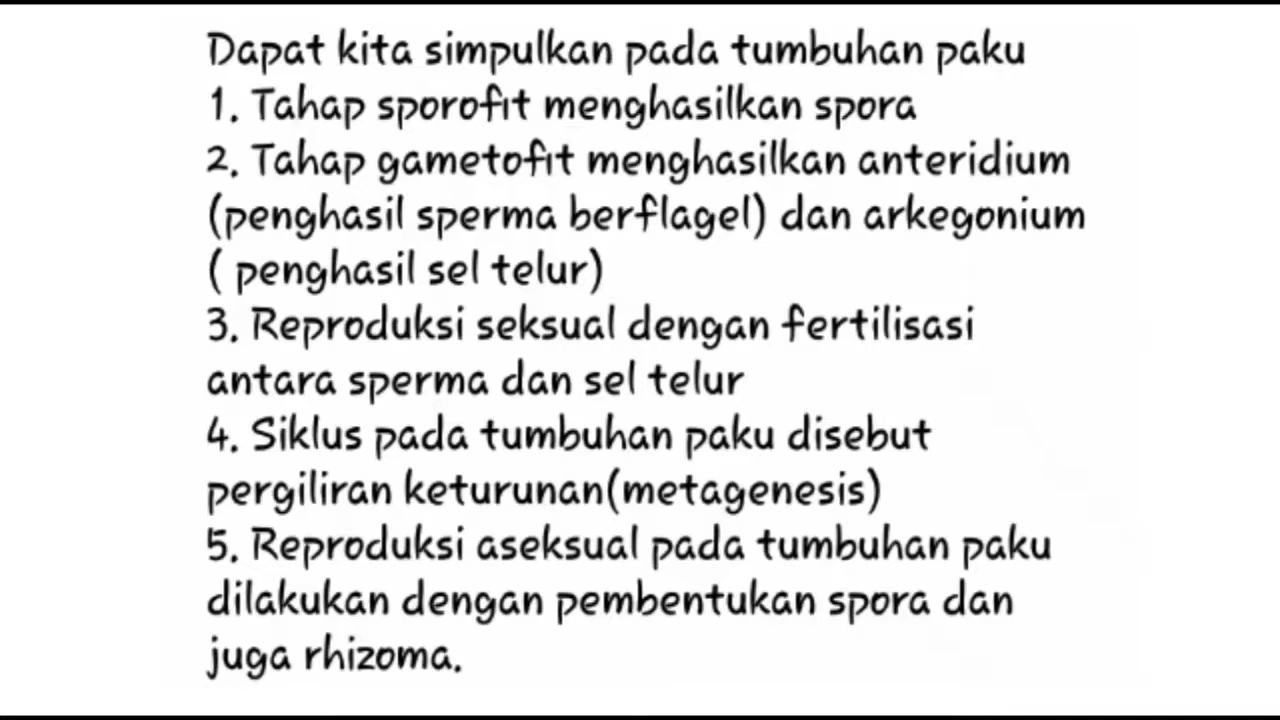 Dapat kita simpulkan pada tumbuhan paku
1. Tahap sporofit menghasilkan spora
2. Tahap gametofit menghasilkan anteridium
(penghasil sperma berflagel) dan arkegonium
( penghasil sel telur)
3. Reproduksi seksual dengan fertilisasi
antara sperma dan sel telur
4. Siklus pada tumbuhan paku disebut
pergiliran keturunan(metagenesis)
5. Reproduksi aseksual pada tumbuhan paku
dilakukan dengan pembentukan spora dan
juga rhizoma.